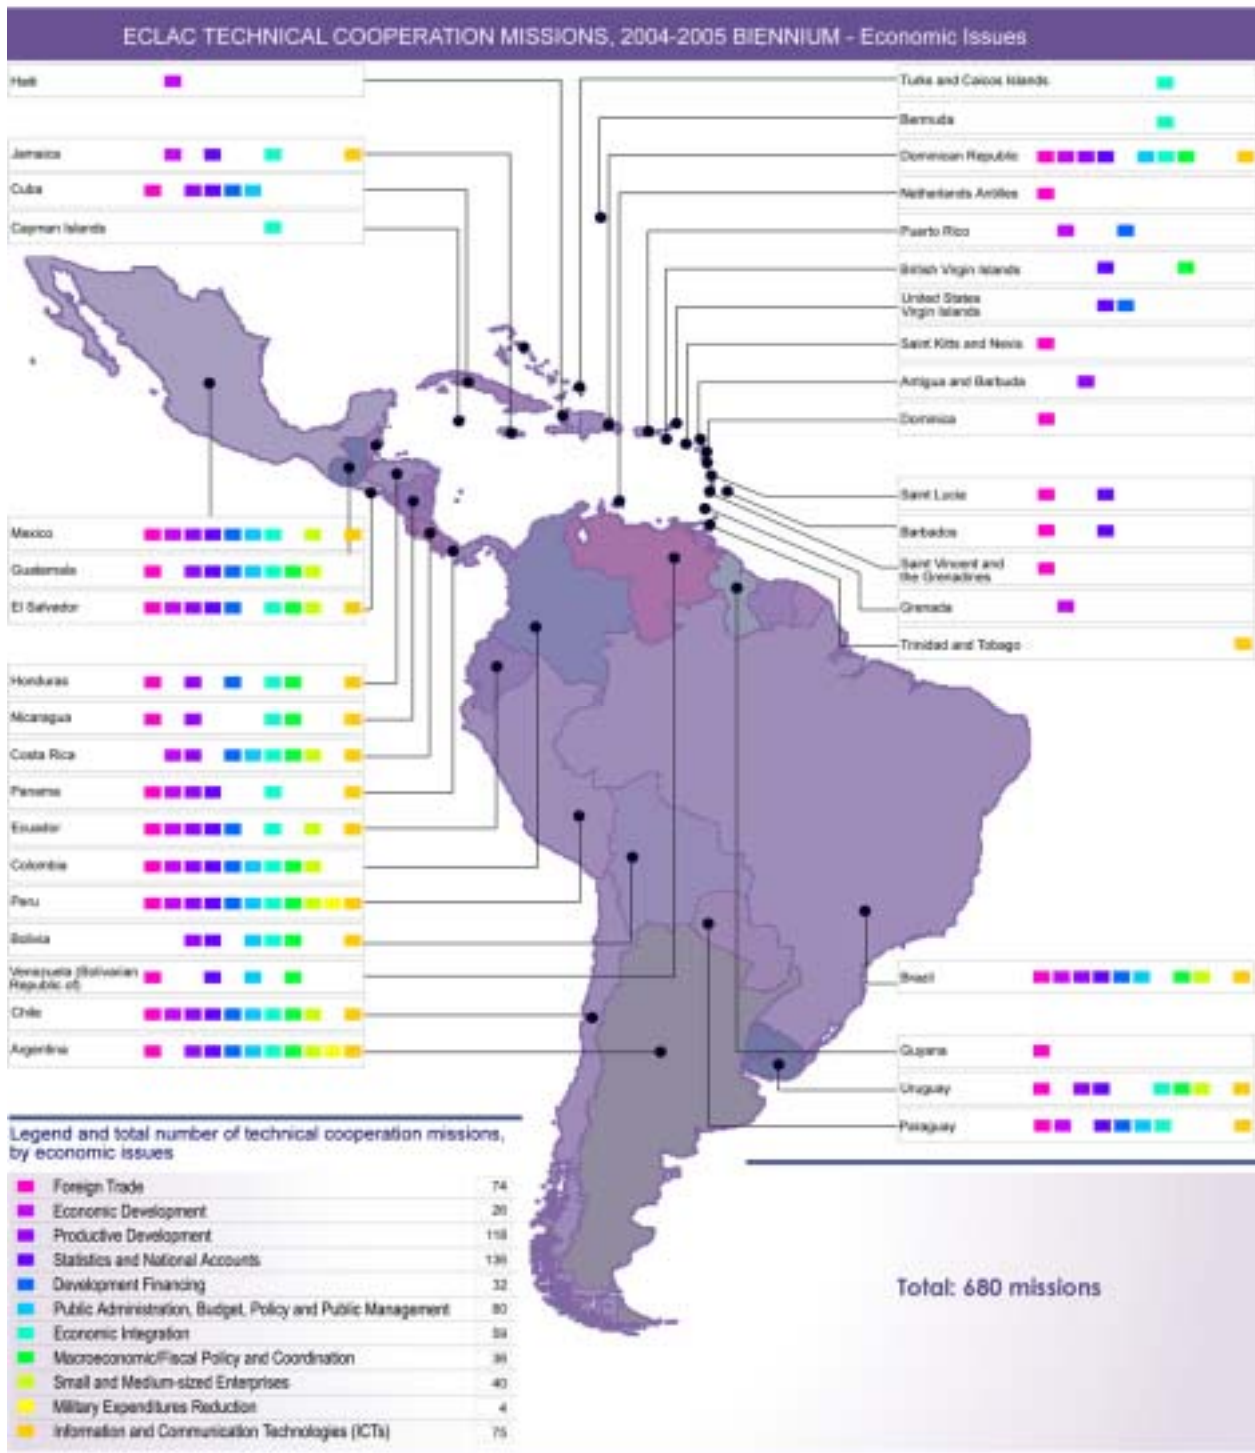 ECLAC TECHNICAL COOPERATION MISSIONS, 2004-2005 BIENNIUM - Economic Issues
Haiti
Jamaica
Cuba
Cayman Islands
Mexico
Guatemala
El Salvador
Honduras
Nicaragua
Costa Rica
Panama
Ecuador
Colombia
Peru
Bolivia
Venezuela (Bolivarian
Republic of)
Chile
Argentina
Turks and Caicos Islands
Bermuda
Dominican Republic
Netherlands Antilles
Puerto Rico
British Virgin Islands
United States
Virgin Islands
Saint Kitts and Nevis
Antigua and Barbuda
Dominica
Saint Lucia
Barbados
Saint Vincent and
the Grenadines
Grenada
Trinidad and Tobago
Brazil
Guyana
Uruguay
Paraguay
Legend and total number of technical cooperation missions,
by economic issues
Foreign Trade 74
Economic Development 26
Productive Development
Statistics and National Accounts
Development Financing 32
Public Administration, Budget, Policy and Public Management 80
Economic Integration
Macroeconomic/Fiscal Policy and Coordination
Small and Medium-sized Enterprises 40
Military Expenditures Reduction 4
Information and Communication Technologies (ICTs) 75
Total: 680 missions